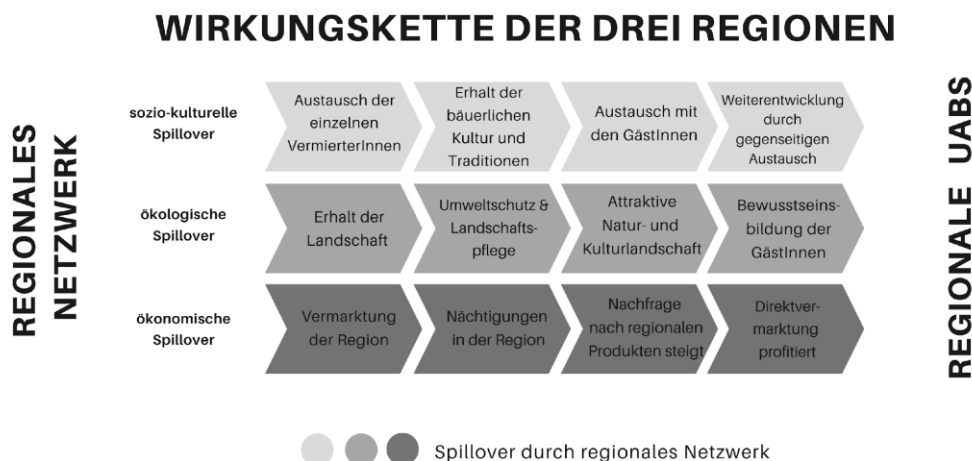 WIRKUNGSKETTE DER DREI REGIONEN
REGIONALES
NETZWERK
sozio-kulturelle
Spillover
Austausch der
einzelnen
VermierterInnen
Erhalt der
bäuerlichen
Kultur und
Traditionen
Austausch mit
den GästInnen
Weiterentwicklung
durch
gegenseitigen
Austausch
ökologische
Spillover
Erhalt der
Landschaft
Umweltschutz &
Landschafts-
pflege
Attraktive
Natur- und
Kulturlandschaft
Bewusstseins-
bildung der
GästInnen
ökonomische
Spillover
Vermarktung
der Region
Nächtigungen
in der Region
Nachfrage
nach regionalen
Produkten steigt
Direktver-
marktung
profitiert
REGIONALE UABS
Spillover durch regionales Netzwerk